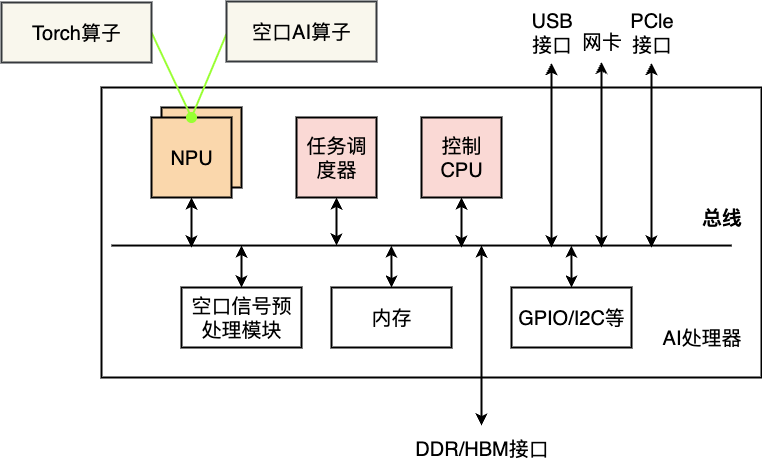 Torch算子
空口AI算子
USB
接口
网卡
PCIe
接口
NPU
任务调
度器
控制
CPU
总线
空口信号预
处理模块
内存
GPIO/I2C等
AI处理器
DDR/HBM接口